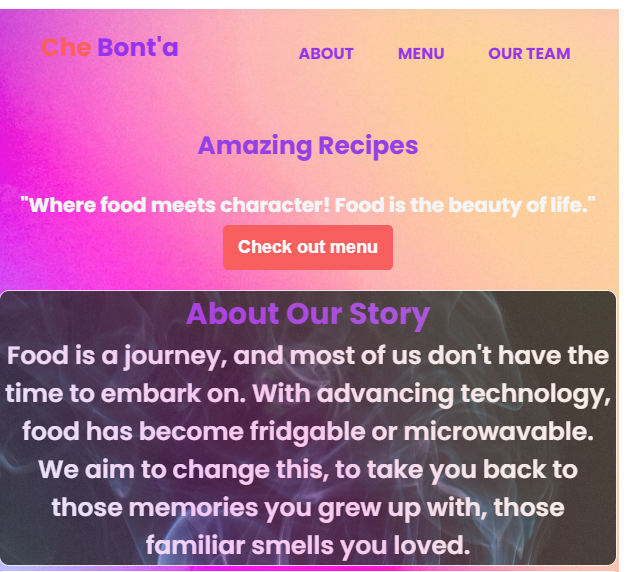 Che Bont'a
ABOUT MENU OUR TEAM
Amazing Recipes
"Where food meets character! Food is the beauty of life."
Check out menu
About Our Story
Food is a journey, and most of us don't have the
time to embark on. With advancing technology,
food has become fridgable or microwavable.
We aim to change this, to take you back to
those memories you grew up with, those
familiar smells you loved.